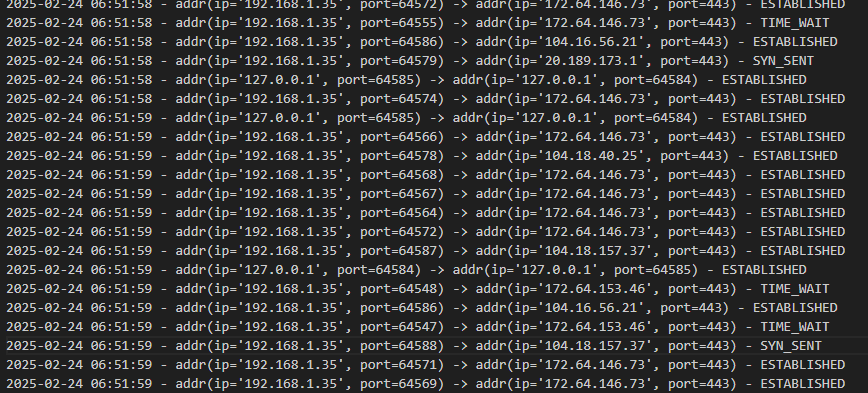 2025-02-24 06:51:58 - addr(ip='192.168.1.35', port=64572) -> addr(ip='172.64.146.73', port=443) - ESTABLISHED
2025-02-24 06:51:58 - addr(ip='192.168.1.35', port=64555) -> addr(ip='172.64.146.73', port=443) - TIME_WAIT
2025-02-24 06:51:58 - addr(ip='192.168.1.35', port=64586) -> addr(ip='104.16.56.21', port=443) - ESTABLISHED
2025-02-24 06:51:58 - addr(ip='192.168.1.35', port=64579) -> addr(ip='20.189.173.1', port=443) - SYN_SENT
2025-02-24 06:51:58 - addr(ip='127.0.0.1', port=64585) -> addr(ip='127.0.0.1', port=64584) - ESTABLISHED
2025-02-24 06:51:58 - addr(ip='192.168.1.35', port=64574) -> addr(ip='172.64.146.73', port=443) - ESTABLISHED
2025-02-24 06:51:59 - addr(ip='127.0.0.1', port=64585) -> addr(ip='127.0.0.1', port=64584) - ESTABLISHED
2025-02-24 06:51:59 - addr(ip='192.168.1.35', port=64566) -> addr(ip='172.64.146.73', port=443) - ESTABLISHED
2025-02-24 06:51:59 - addr(ip='192.168.1.35', port=64578) -> addr(ip='104.18.40.25', port=443) - ESTABLISHED
2025-02-24 06:51:59 - addr(ip='192.168.1.35', port=64568) -> addr(ip='172.64.146.73', port=443) - ESTABLISHED
2025-02-24 06:51:59 - addr(ip='192.168.1.35', port=64567) -> addr(ip='172.64.146.73', port=443) - ESTABLISHED
2025-02-24 06:51:59 - addr(ip='192.168.1.35', port=64564) -> addr(ip='172.64.146.73', port=443) - ESTABLISHED
2025-02-24 06:51:59 - addr(ip='192.168.1.35', port=64572) -> addr(ip='172.64.146.73', port=443) - ESTABLISHED
2025-02-24 06:51:59 - addr(ip='192.168.1.35', port=64587) -> addr(ip='104.18.157.37', port=443) - ESTABLISHED
2025-02-24 06:51:59 - addr(ip='127.0.0.1', port=64584) -> addr(ip='127.0.0.1', port=64585) - ESTABLISHED
2025-02-24 06:51:59 - addr(ip='192.168.1.35', port=64548) -> addr(ip='172.64.153.46', port=443) - TIME_WAIT
2025-02-24 06:51:59 - addr(ip='192.168.1.35', port=64586) -> addr(ip='104.16.56.21', port=443) - ESTABLISHED
2025-02-24 06:51:59 - addr(ip='192.168.1.35', port=64547) -> addr(ip='172.64.153.46', port=443) - TIME_WAIT
2025-02-24 06:51:59 - addr(ip='192.168.1.35', port=64588) -> addr(ip='104.18.157.37', port=443) - SYN_SENT
2025-02-24 06:51:59 - addr(ip='192.168.1.35', port=64571) -> addr(ip='172.64.146.73', port=443) - ESTABLISHED
2025-02-24 06:51:59 - addr(ip='192.168.1.35', port=64569) -> addr(ip='172.64.146.73', port=443) - ESTABLISHED